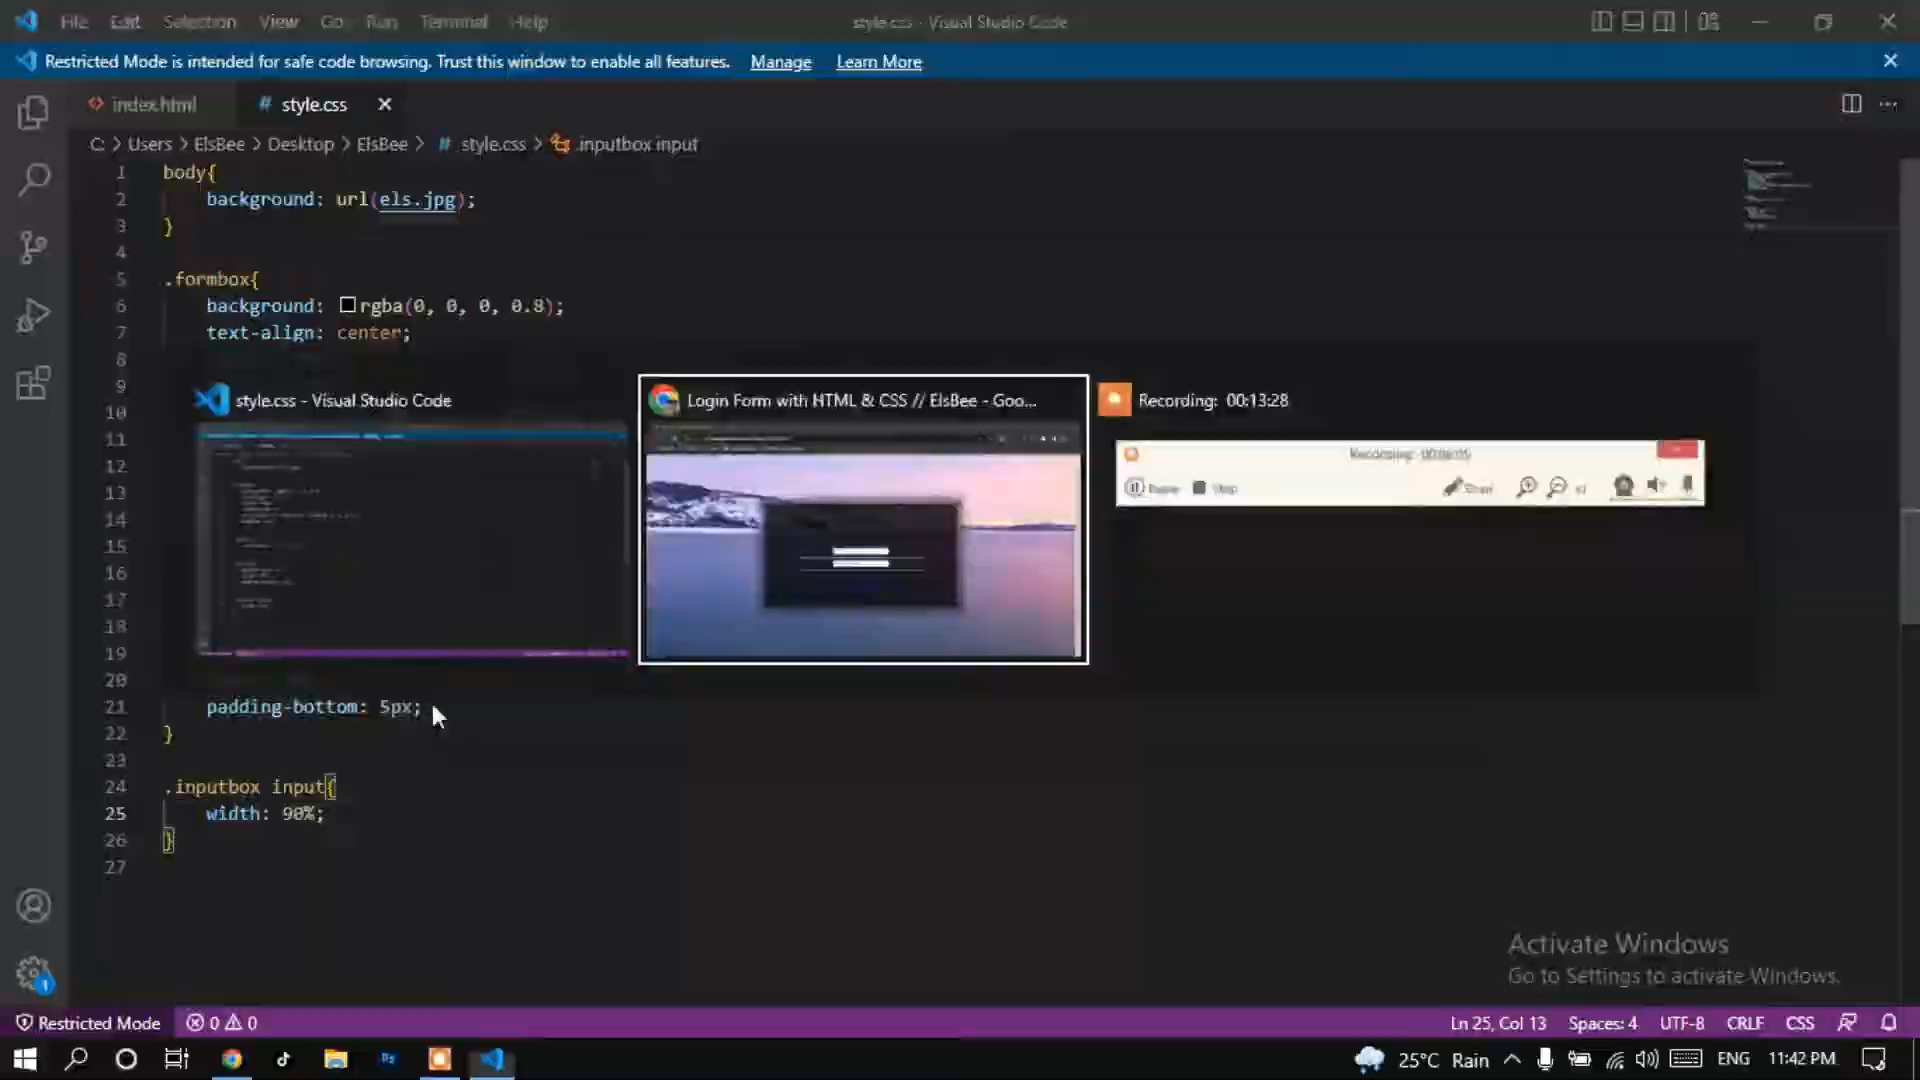 File Edit Selection View Go Run Terminal Help
style.css - Visual Studio Code
Restricted Mode is intended for safe code browsing. Trust this window to enable all features. Manage Learn More
index.html
# style.css
C: > Users > ElsBee > Desktop > ElsBee > # style.css > .inputbox input
1 body{
2 background: url(els.jpg);
3 }
4
5 .formbox{
6 background: rgba(0, 0, 0, 0.8);
7 text-align: center;
8
9
10
11
12
13
14
15
16
17
18
19
20
21 padding-bottom: 5px;
22 }
23
24 .inputbox input{
25 width: 90%;
26 }
27
style.css - Visual Studio Code
Login Form with HTML & CSS // ElsBee - Goo...
Recording: 00:13:28
Pause Stop
Activate Windows
Go to Settings to activate Windows.
Restricted Mode 0 0
Ln 25, Col 13 Spaces: 4 UTF-8 CRLF CSS
25°C Rain ENG 11:42 PM